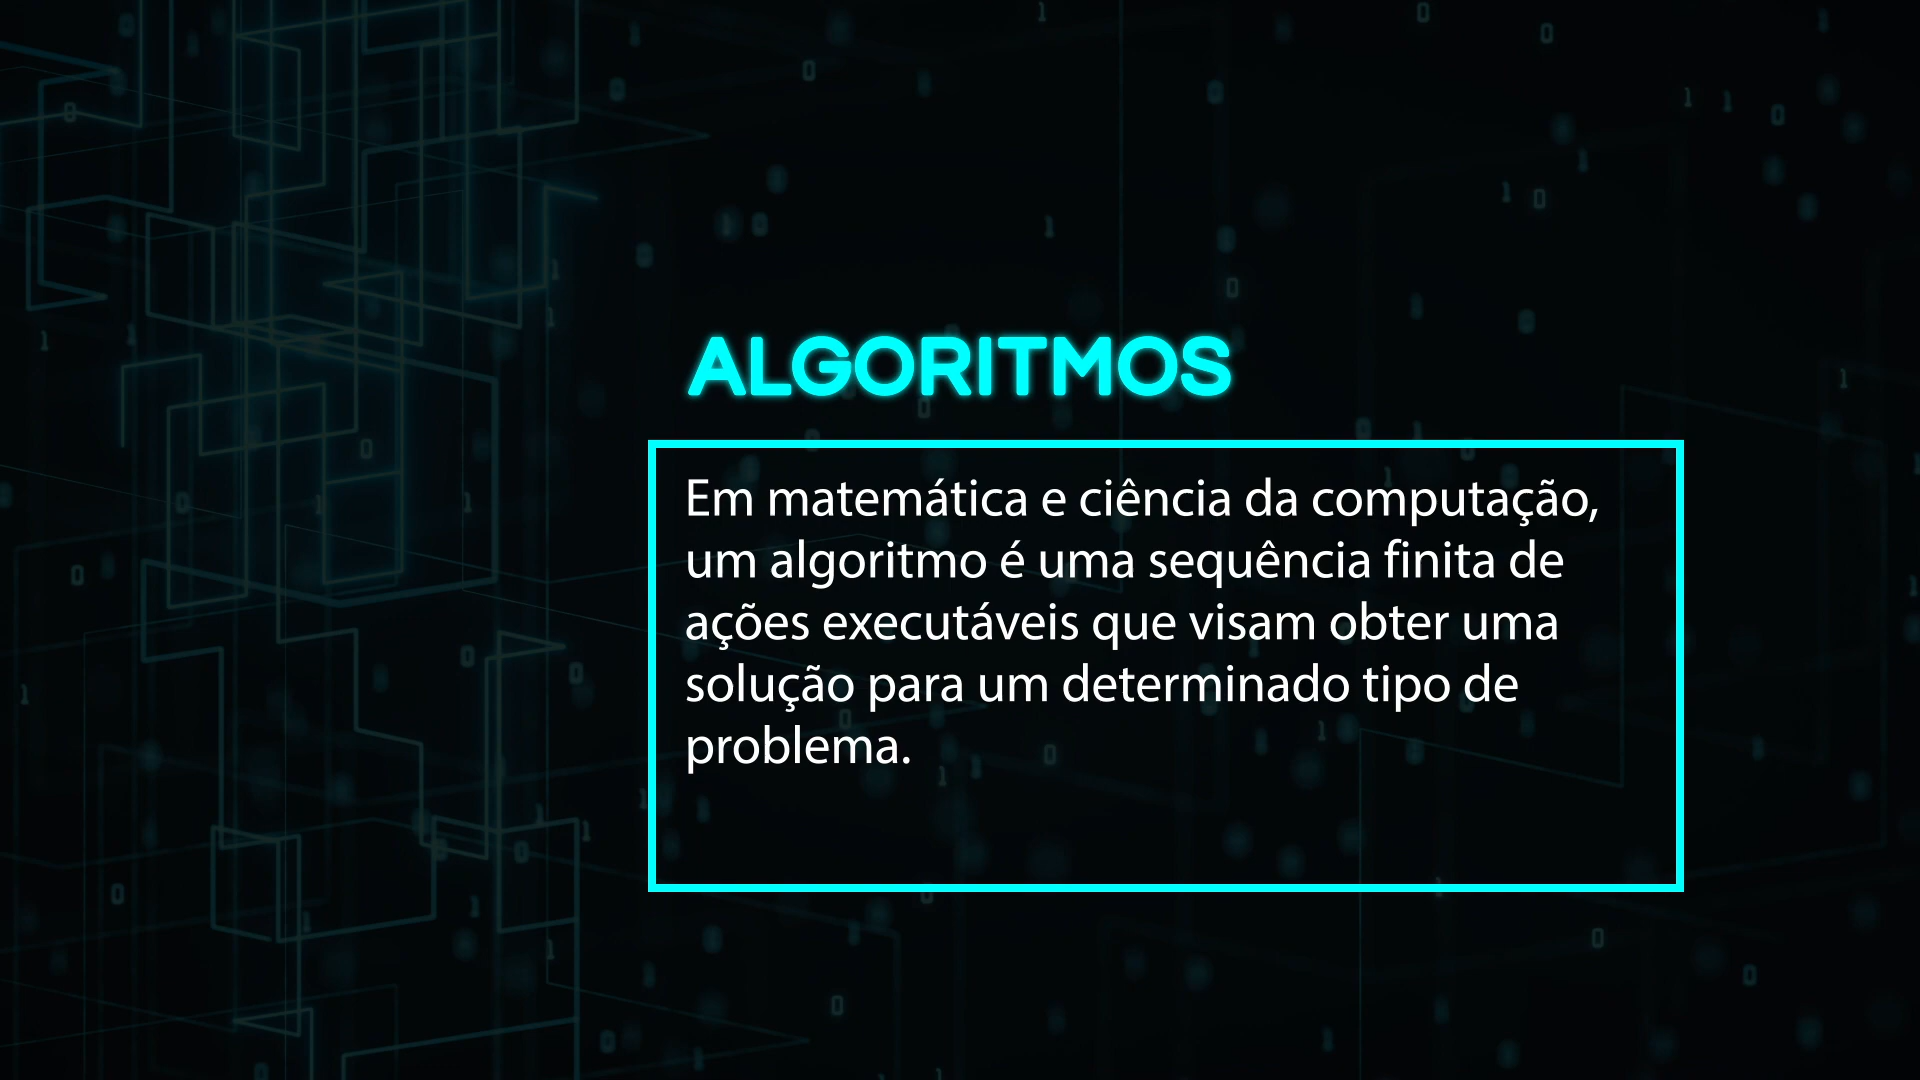 ALGORITMOS
Em matemática e ciência da computação,
um algoritmo é uma sequência finita de
ações executáveis que visam obter uma
solução para um determinado tipo de
problema.